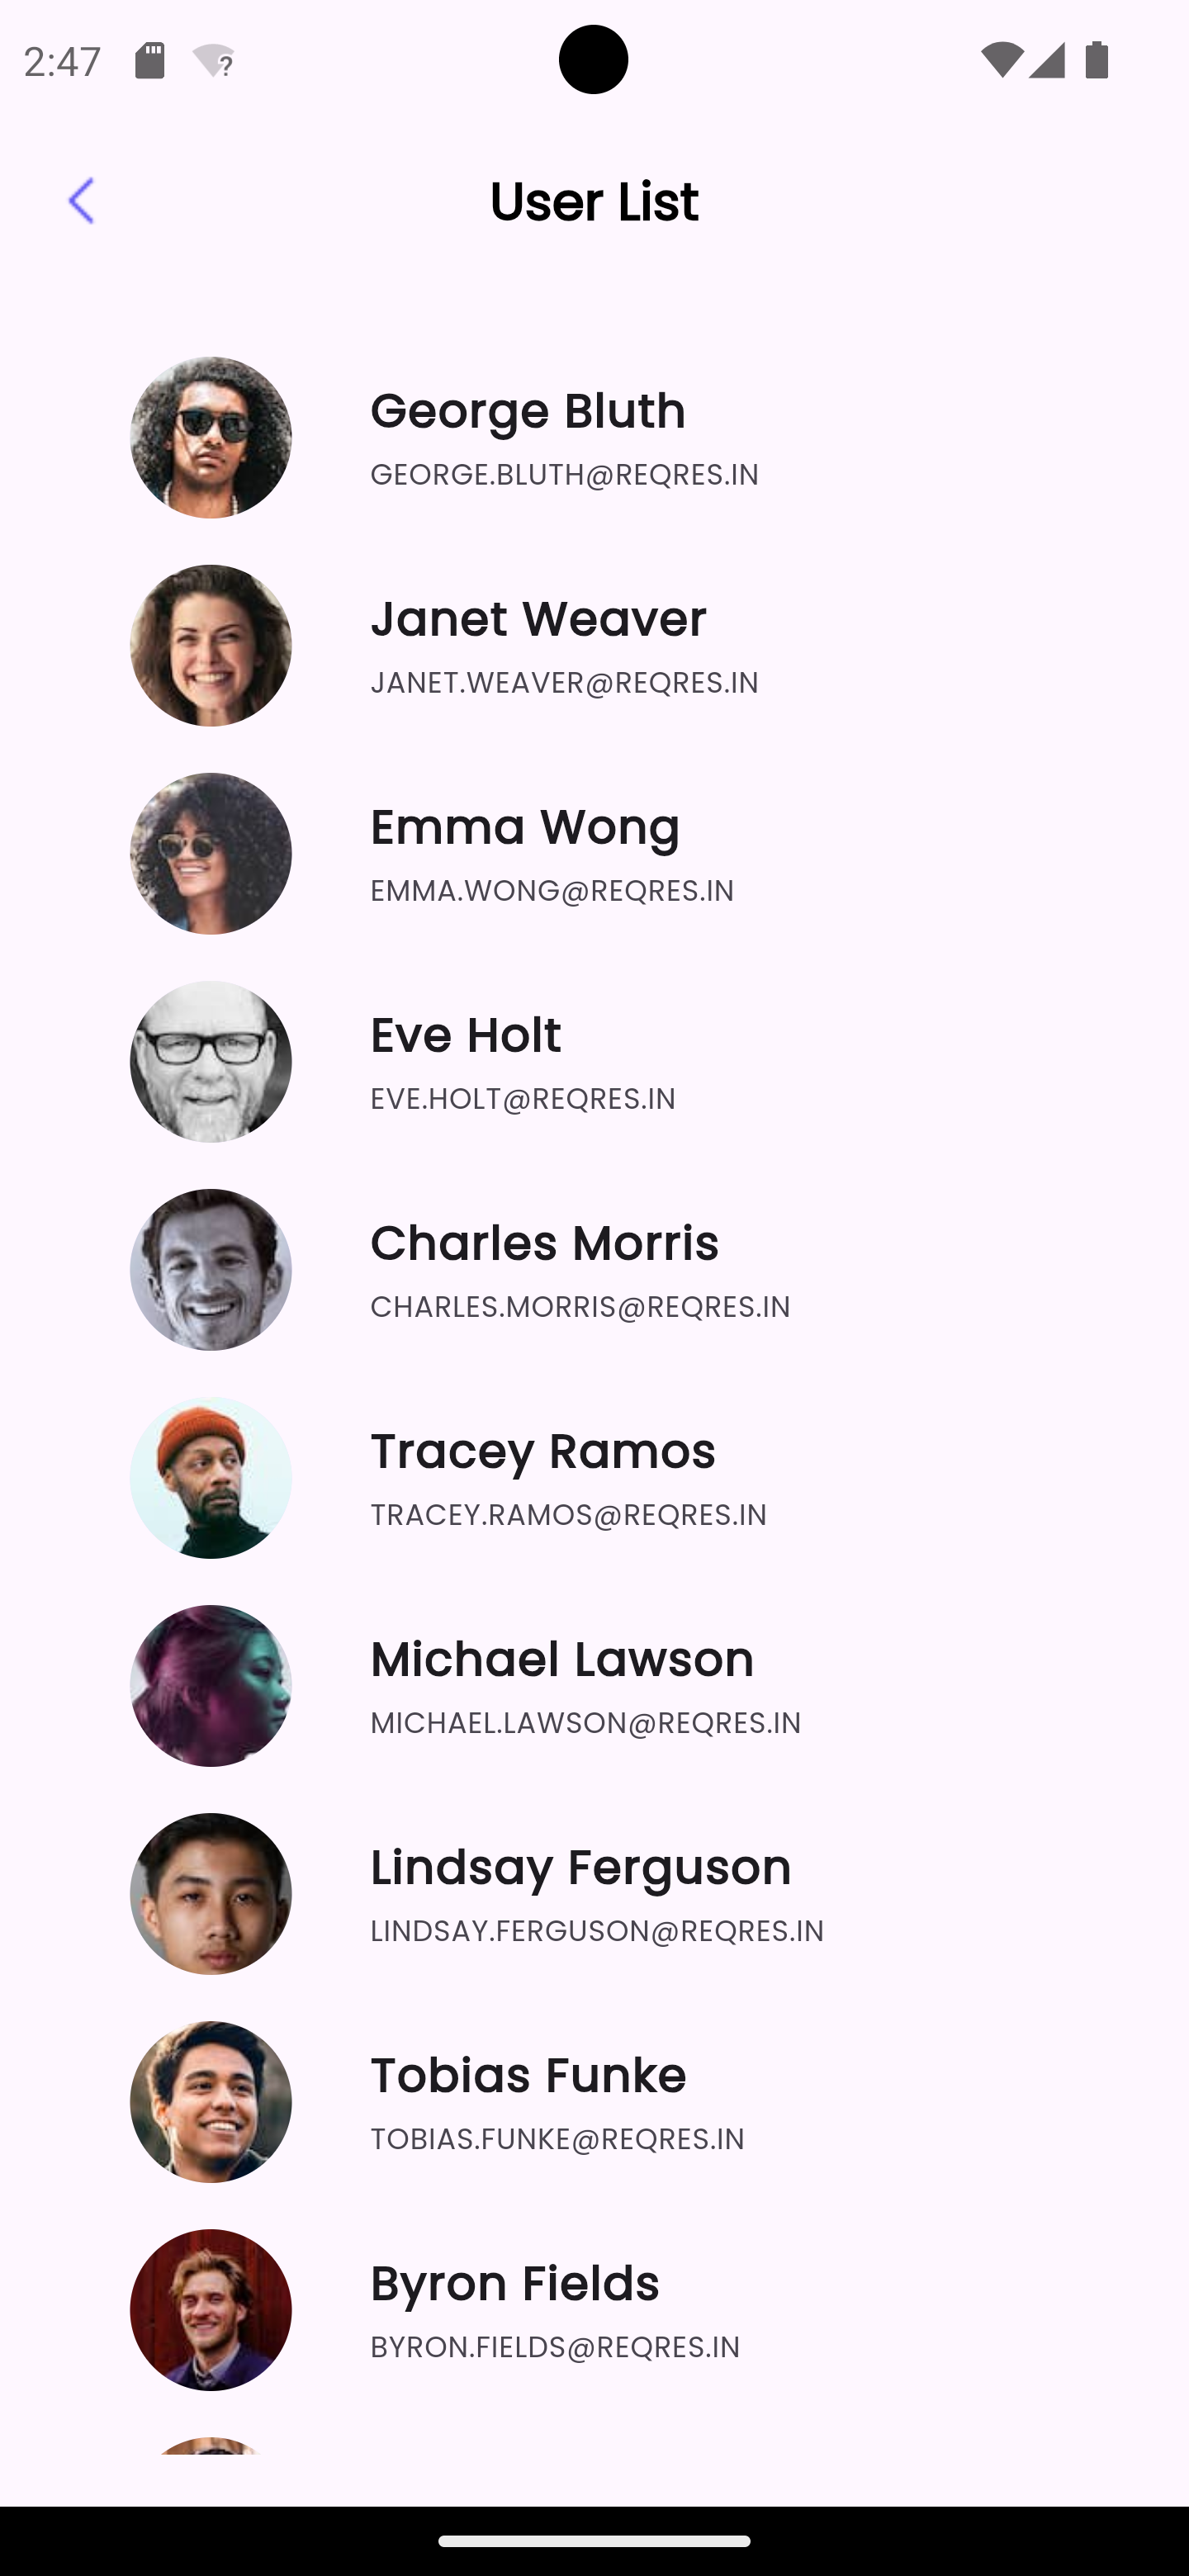 2:47
?
User List
George Bluth
GEORGE.BLUTH@REQRES.IN
Janet Weaver
JANET.WEAVER@REQRES.IN
Emma Wong
EMMA.WONG@REQRES.IN
Eve Holt
EVE.HOLT@REQRES.IN
Charles Morris
CHARLES.MORRIS@REQRES.IN
Tracey Ramos
TRACEY.RAMOS@REQRES.IN
Michael Lawson
MICHAEL.LAWSON@REQRES.IN
Lindsay Ferguson
LINDSAY.FERGUSON@REQRES.IN
Tobias Funke
TOBIAS.FUNKE@REQRES.IN
Byron Fields
BYRON.FIELDS@REQRES.IN